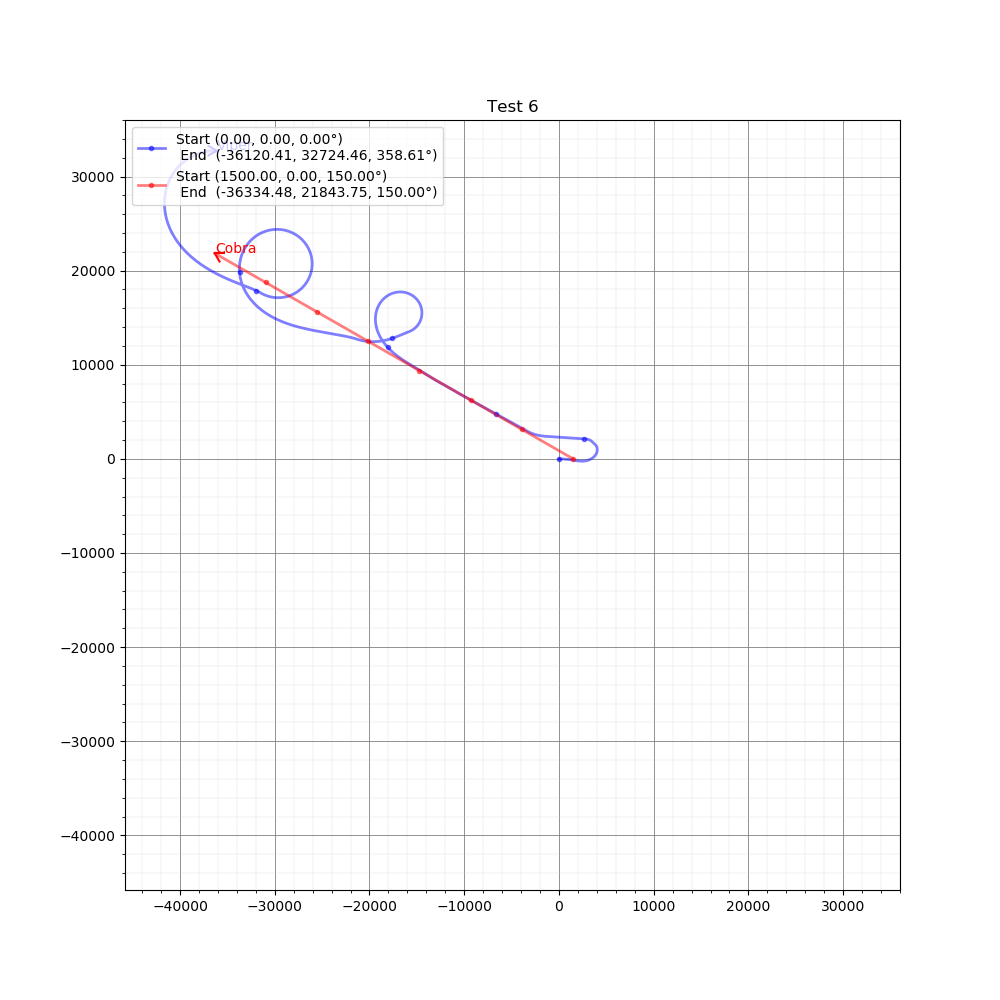 Test 6
Start (0.00, 0.00, 0.00°)
End (-36120.41, 32724.46, 358.61°)
Start (1500.00, 0.00, 150.00°)
End (-36334.48, 21843.75, 150.00°)
Cobra
30000
20000
10000
0
−10000
−20000
−30000
−40000
−40000 −30000 −20000 −10000 0 10000 20000 30000